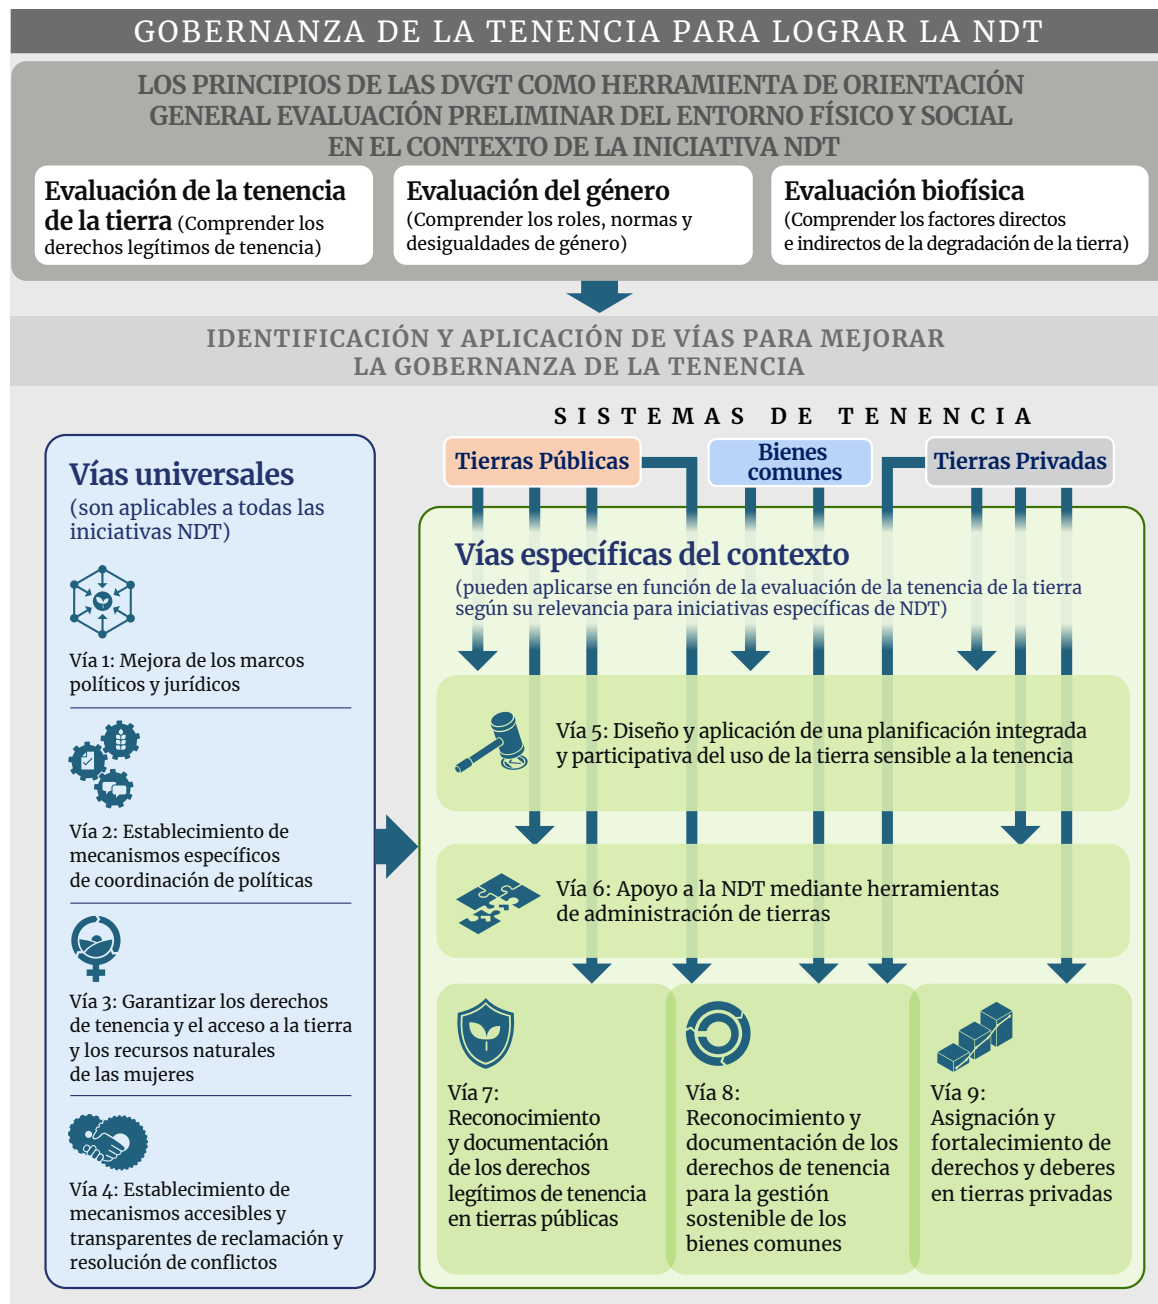 GOBERNANZA DE LA TENENCIA PARA LOGRAR LA NDT
LOS PRINCIPIOS DE LAS DVGT COMO HERRAMIENTA DE ORIENTACIÓN
GENERAL EVALUACIÓN PRELIMINAR DEL ENTORNO FÍSICO Y SOCIAL
EN EL CONTEXTO DE LA INICIATIVA NDT
Evaluación de la tenencia
de la tierra (Comprender los
derechos legítimos de tenencia)
Evaluación del género
(Comprender los roles, normas y
desigualdades de género)
Evaluación biofísica
(Comprender los factores directos
e indirectos de la degradación de la tierra)
IDENTIFICACIÓN Y APLICACIÓN DE VÍAS PARA MEJORAR
LA GOBERNANZA DE LA TENENCIA
Vías universales
(son aplicables a todas las
iniciativas NDT)
Vía 1: Mejora de los marcos
políticos y jurídicos
Vía 2: Establecimiento de
mecanismos específicos
de coordinación de políticas
Vía 3: Garantizar los derechos
de tenencia y el acceso a la tierra
y los recursos naturales
de las mujeres
Vía 4: Establecimiento de
mecanismos accesibles y
transparentes de reclamación y
resolución de conflictos
SISTEMAS DE TENENCIA
Tierras Públicas
Bienes
comunes
Tierras Privadas
Vías específicas del contexto
(pueden aplicarse en función de la evaluación de la tenencia de la tierra
según su relevancia para iniciativas específicas de NDT)
Vía 5: Diseño y aplicación de una planificación integrada
y participativa del uso de la tierra sensible a la tenencia
Vía 6: Apoyo a la NDT mediante herramientas
de administración de tierras
Vía 7:
Reconocimiento
y documentación
de los derechos
legítimos de tenencia
en tierras públicas
Vía 8:
Reconocimiento y
documentación de los
derechos de tenencia
para la gestión
sostenible de los
bienes comunes
Vía 9:
Asignación y
fortalecimiento de
derechos y deberes
en tierras privadas